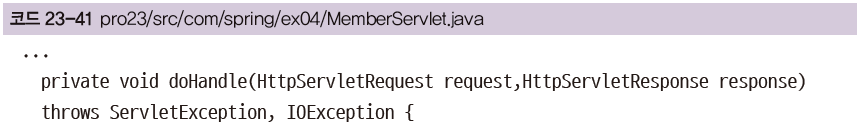 코드 23-41 pro23/src/com/spring/ex04/MemberServlet.java
...
private void doHandle(HttpServletRequest request,HttpServletResponse response)
throws ServletException, IOException {